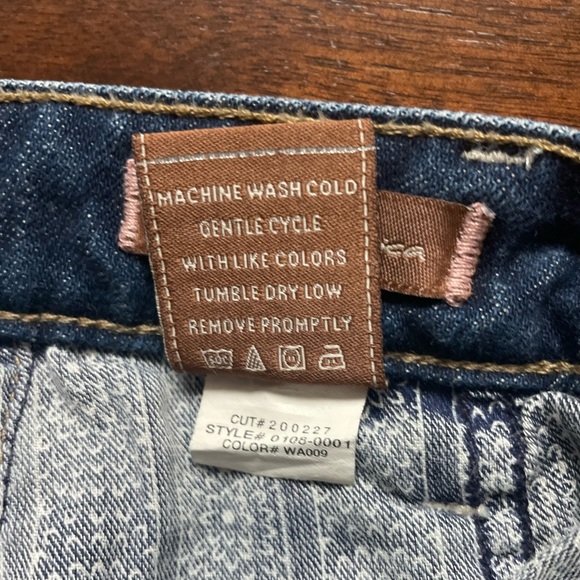 MACHINE WASH COLD
GENTLE CYCLE
WITH LIKE COLORS
TUMBLE DRY LOW
REMOVE PROMPTLY
CUT# 200227
STYLE# 0108-0001
COLOR# WA009